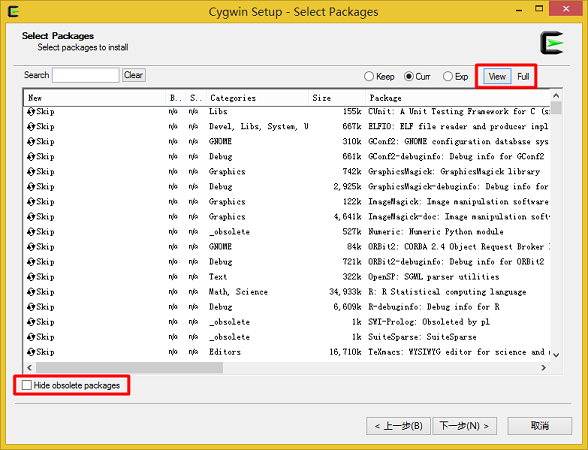 Cygwin Setup - Select Packages
Select Packages
Select packages to install
Search Clear Keep Curr Exp View Full
New B.. S.. Categories Size Package
Skip n/a n/a Libs 155k CUnit: A Unit Testing Framework for C
Skip n/a n/a Devel, Libs, System, U 667k ELFIO: ELF file reader and producer impl
Skip n/a n/a GNOME 310k GConf2: GNOME configuration database sys
Skip n/a n/a Debug 661k GConf2-debuginfo: Debug info for GConf2
Skip n/a n/a Graphics 742k GraphicsMagick: GraphicsMagick library
Skip n/a n/a Debug 2,925k GraphicsMagick-debuginfo: Debug info for
Skip n/a n/a Graphics 122k ImageMagick: Image manipulation software
Skip n/a n/a Graphics 4,641k ImageMagick-doc: Image manipulation soft
Skip n/a n/a _obsolete 527k Numeric: Numeric Python module
Skip n/a n/a GNOME 84k ORBit2: CORBA 2.4 Object Request Broker
Skip n/a n/a Debug 721k ORBit2-debuginfo: Debug info for ORBit2
Skip n/a n/a Text 322k OpenSP: SGML parser utilities
Skip n/a n/a Math, Science 34,933k R: R Statistical computing language
Skip n/a n/a Debug 6,609k R-debuginfo: Debug info for R
Skip n/a n/a _obsolete 1k SWI-Prolog: Obsoleted by pl
Skip n/a n/a _obsolete 1k SuiteSparse: SuiteSparse
Skip n/a n/a Editors 16,710k TeXmacs: WYSIWYG editor for science and
Hide obsolete packages
< 上一步(B) 下一步(N) > 取消